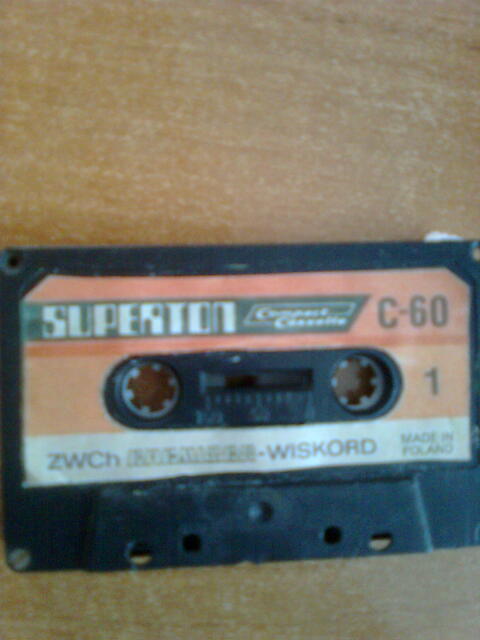 SUPERTON Compact Cassette C-60
1
ZWCh -WISKORD MADE IN POLAND